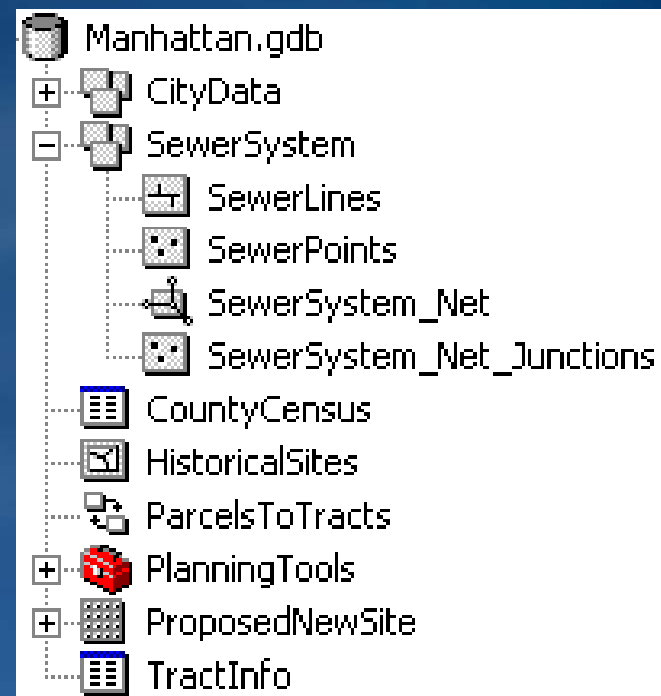 Manhattan.gdb
CityData
SewerSystem
SewerLines
SewerPoints
SewerSystem_Net
SewerSystem_Net_Junctions
CountyCensus
HistoricalSites
ParcelsToTracts
PlanningTools
ProposedNewSite
TractInfo